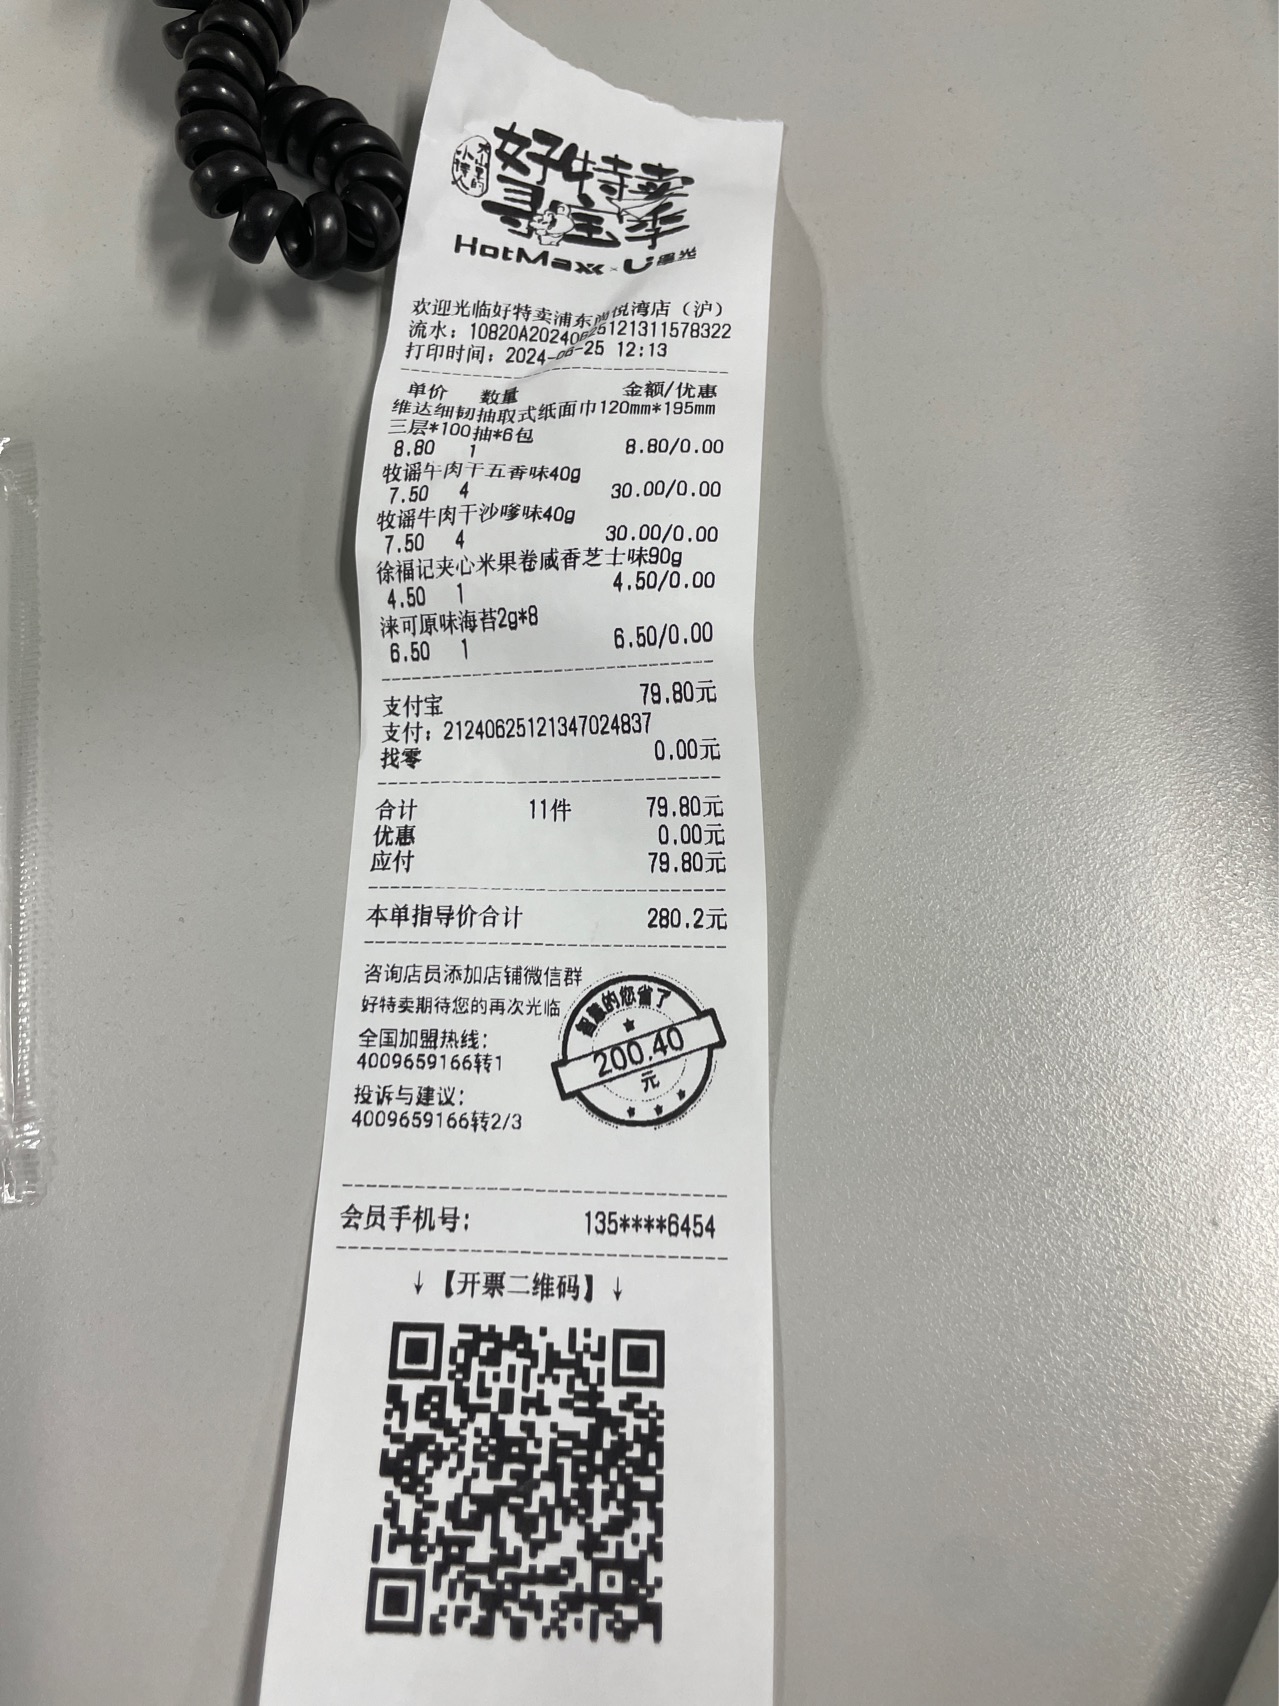 好特卖
寻宝季
HotMaxx × U 星光
欢迎光临好特卖浦东尚悦湾店（沪）
流水：10820A20240625121311578322
打印时间：2024-06-25 12:13
单价 数量 金额/优惠
维达细韧抽取式纸面巾120mm*195mm
三层*100抽*6包
8.80 1 8.80/0.00
牧谣牛肉干五香味40g
7.50 4 30.00/0.00
牧谣牛肉干沙嗲味40g
7.50 4 30.00/0.00
徐福记夹心米果卷咸香芝士味90g
4.50 1 4.50/0.00
涞可原味海苔2g*8
6.50 1 6.50/0.00
支付宝 79.80元
支付：21240625121347024837
找零 0.00元
合计 11件 79.80元
优惠 0.00元
应付 79.80元
本单指导价合计 280.2元
咨询店员添加店铺微信群
好特卖期待您的再次光临
全国加盟热线：
4009659166转1
投诉与建议：
4009659166转2/3
智慧的您省了
200.40
元
会员手机号： 135****6454
↓【开票二维码】↓